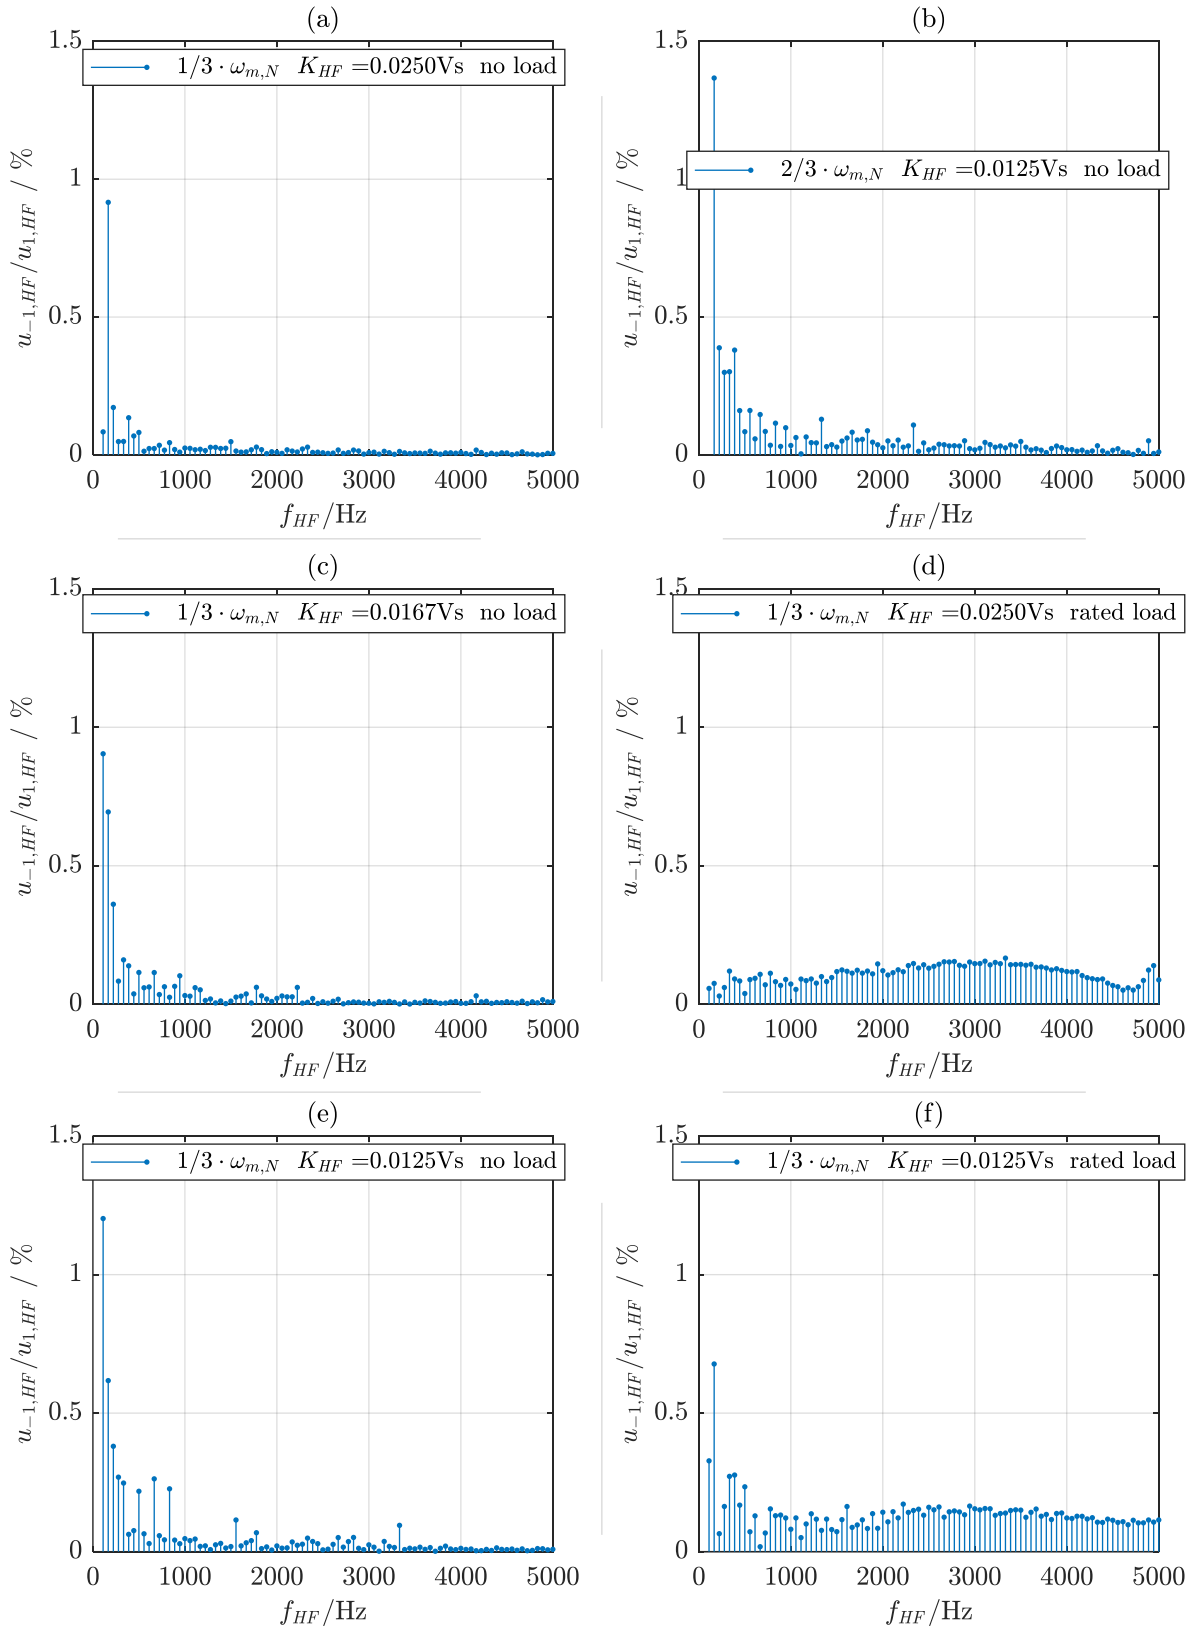 (a)
1.5
1/3 · ω_{m,N} K_{HF} =0.0250Vs no load
1
0.5
0
u_{−1,HF}/u_{1,HF} / %
0 1000 2000 3000 4000 5000
f_{HF}/Hz
(b)
1.5
2/3 · ω_{m,N} K_{HF} =0.0125Vs no load
1
0.5
0
u_{−1,HF}/u_{1,HF} / %
0 1000 2000 3000 4000 5000
f_{HF}/Hz
(c)
1.5
1/3 · ω_{m,N} K_{HF} =0.0167Vs no load
1
0.5
0
u_{−1,HF}/u_{1,HF} / %
0 1000 2000 3000 4000 5000
f_{HF}/Hz
(d)
1.5
1/3 · ω_{m,N} K_{HF} =0.0250Vs rated load
1
0.5
0
u_{−1,HF}/u_{1,HF} / %
0 1000 2000 3000 4000 5000
f_{HF}/Hz
(e)
1.5
1/3 · ω_{m,N} K_{HF} =0.0125Vs no load
1
0.5
0
u_{−1,HF}/u_{1,HF} / %
0 1000 2000 3000 4000 5000
f_{HF}/Hz
(f)
1.5
1/3 · ω_{m,N} K_{HF} =0.0125Vs rated load
1
0.5
0
u_{−1,HF}/u_{1,HF} / %
0 1000 2000 3000 4000 5000
f_{HF}/Hz